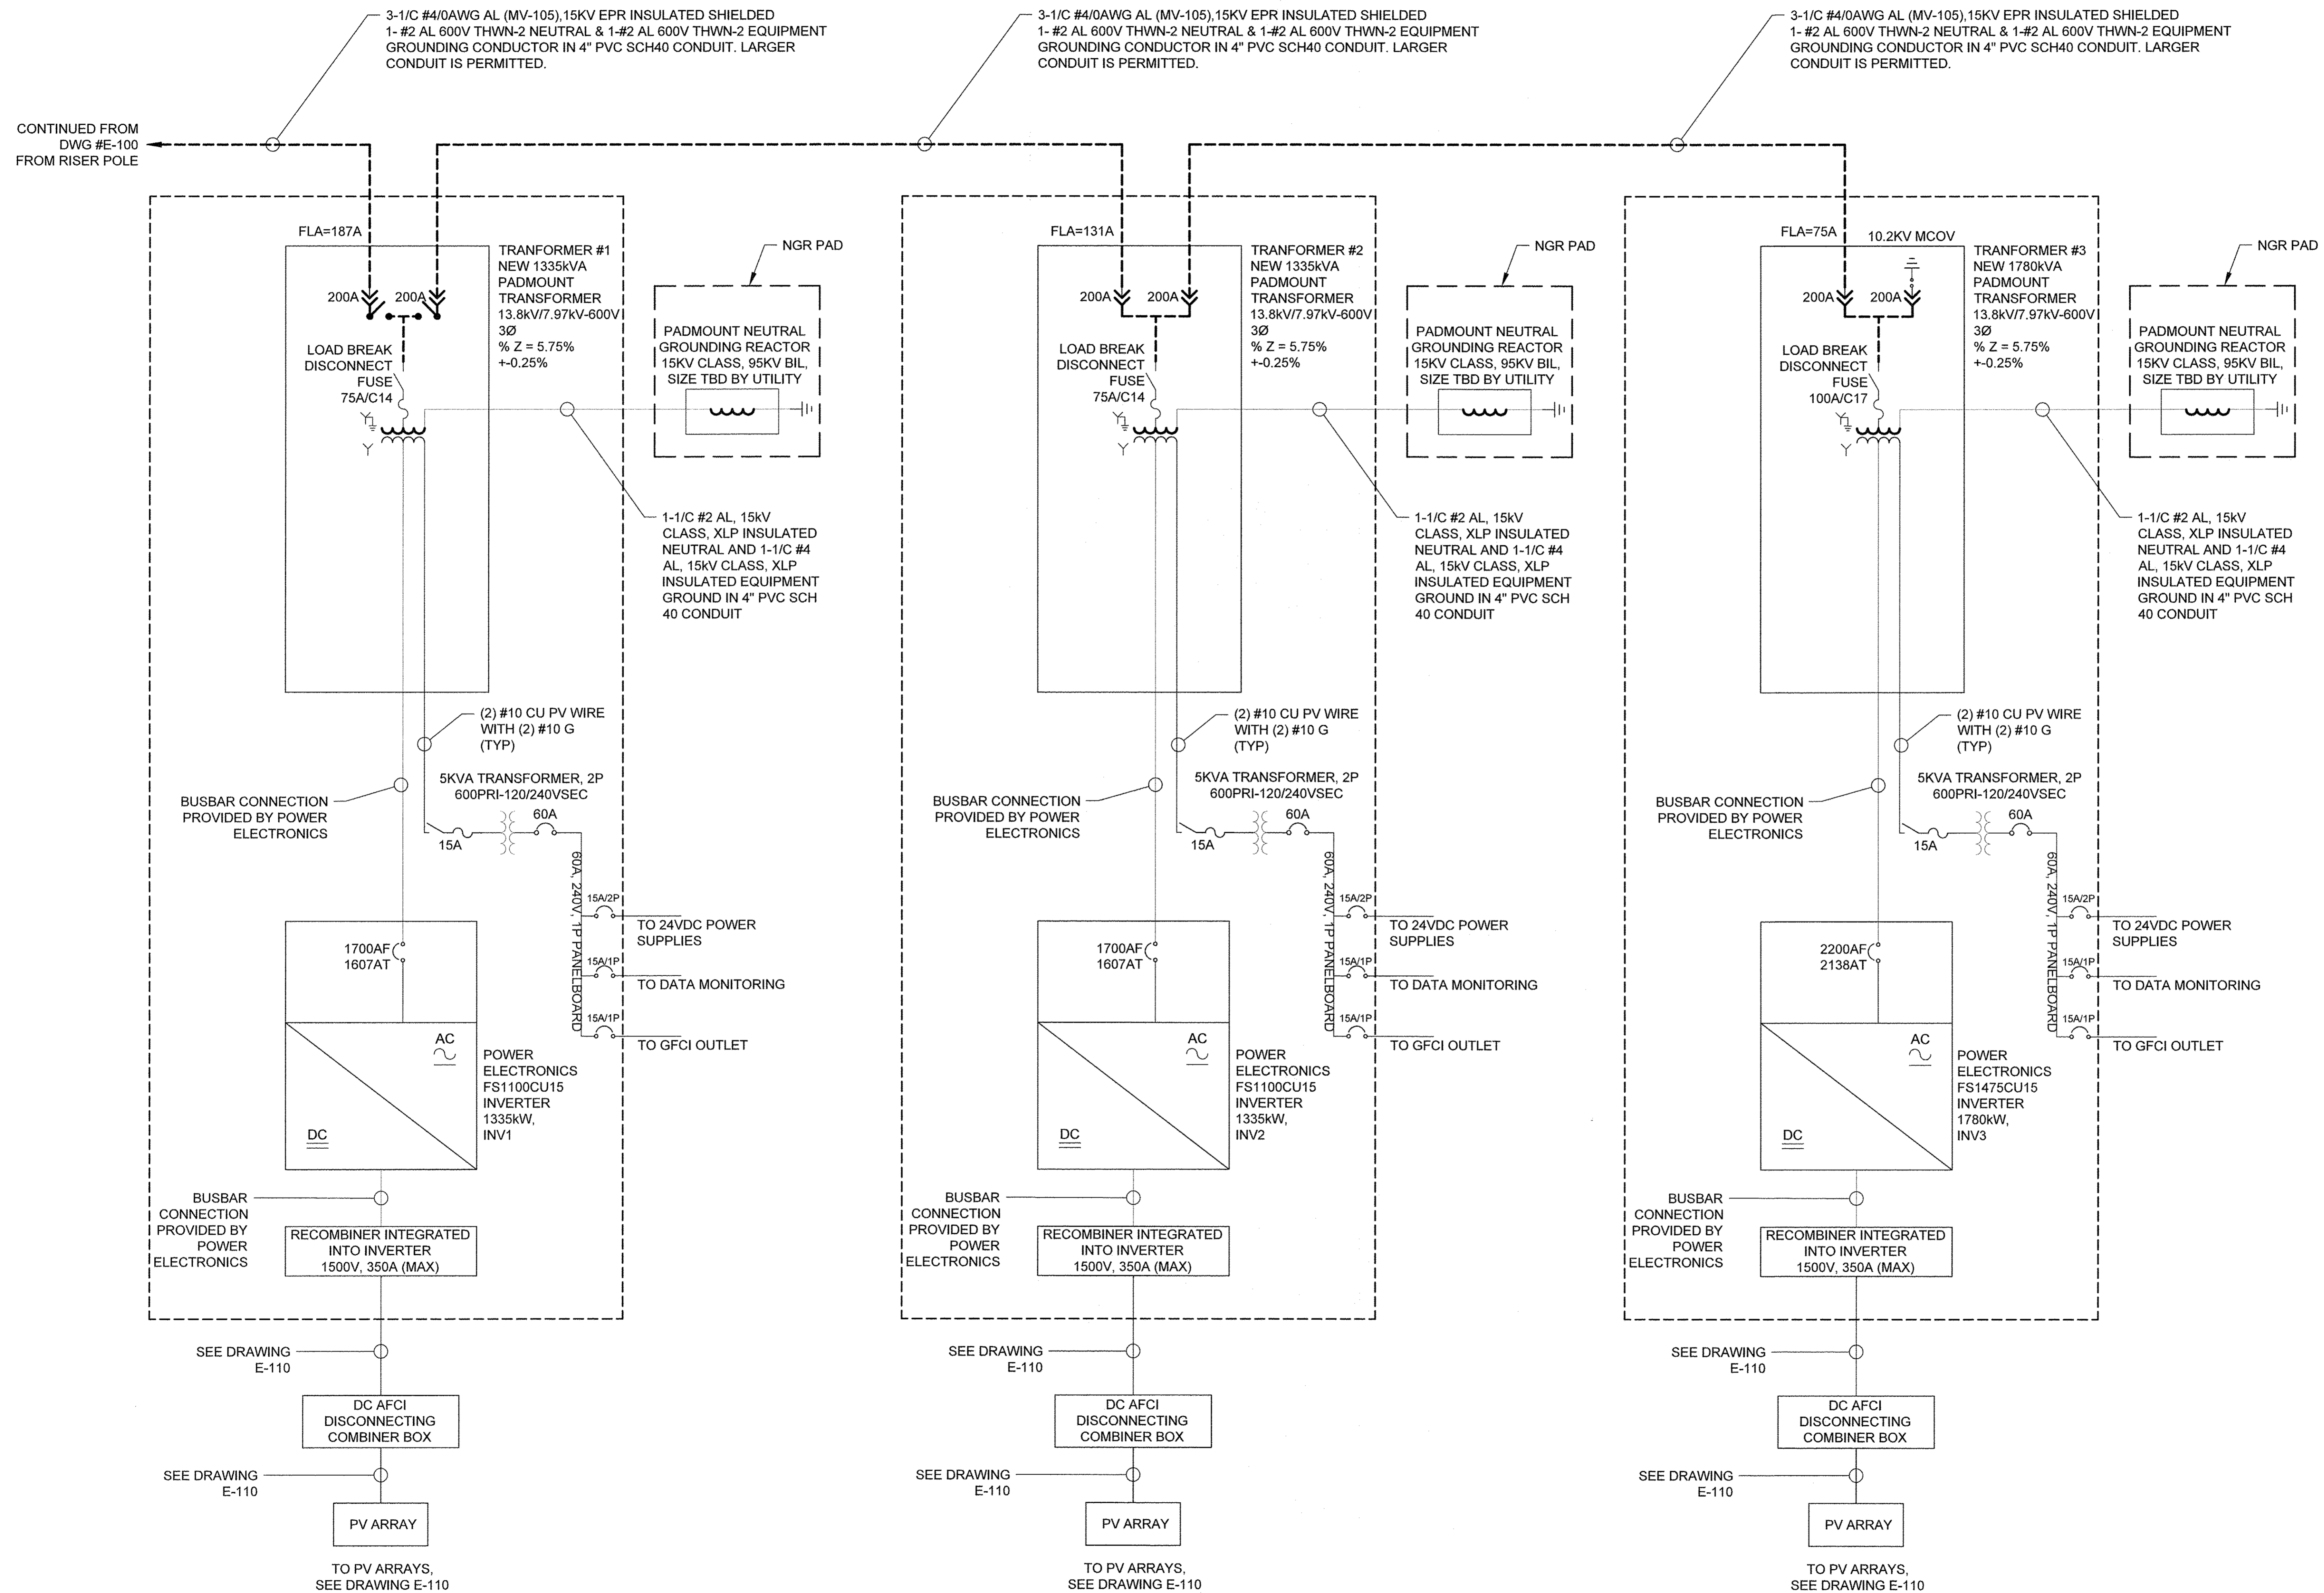 3-1/C #4/0AWG AL (MV-105),15KV EPR INSULATED SHIELDED
1- #2 AL 600V THWN-2 NEUTRAL & 1-#2 AL 600V THWN-2 EQUIPMENT
GROUNDING CONDUCTOR IN 4" PVC SCH40 CONDUIT. LARGER
CONDUIT IS PERMITTED.
3-1/C #4/0AWG AL (MV-105),15KV EPR INSULATED SHIELDED
1- #2 AL 600V THWN-2 NEUTRAL & 1-#2 AL 600V THWN-2 EQUIPMENT
GROUNDING CONDUCTOR IN 4" PVC SCH40 CONDUIT. LARGER
CONDUIT IS PERMITTED.
3-1/C #4/0AWG AL (MV-105),15KV EPR INSULATED SHIELDED
1- #2 AL 600V THWN-2 NEUTRAL & 1-#2 AL 600V THWN-2 EQUIPMENT
GROUNDING CONDUCTOR IN 4" PVC SCH40 CONDUIT. LARGER
CONDUIT IS PERMITTED.
CONTINUED FROM
DWG #E-100
FROM RISER POLE
FLA=187A
TRANFORMER #1
NEW 1335kVA
PADMOUNT
TRANSFORMER
13.8kV/7.97kV-600V
3Ø
% Z = 5.75%
+-0.25%
NGR PAD
200A
200A
LOAD BREAK
DISCONNECT
FUSE
75A/C14
PADMOUNT NEUTRAL
GROUNDING REACTOR
15KV CLASS, 95KV BIL,
SIZE TBD BY UTILITY
1-1/C #2 AL, 15kV
CLASS, XLP INSULATED
NEUTRAL AND 1-1/C #4
AL, 15kV CLASS, XLP
INSULATED EQUIPMENT
GROUND IN 4" PVC SCH
40 CONDUIT
(2) #10 CU PV WIRE
WITH (2) #10 G
(TYP)
5KVA TRANSFORMER, 2P
600PRI-120/240VSEC
60A
15A
BUSBAR CONNECTION
PROVIDED BY POWER
ELECTRONICS
60A, 240V, 1P PANELBOARD
15A/2P
TO 24VDC POWER
SUPPLIES
15A/1P
TO DATA MONITORING
15A/1P
TO GFCI OUTLET
1700AF
1607AT
AC
DC
POWER
ELECTRONICS
FS1100CU15
INVERTER
1335kW,
INV1
BUSBAR
CONNECTION
PROVIDED BY
POWER
ELECTRONICS
RECOMBINER INTEGRATED
INTO INVERTER
1500V, 350A (MAX)
SEE DRAWING
E-110
DC AFCI
DISCONNECTING
COMBINER BOX
SEE DRAWING
E-110
PV ARRAY
TO PV ARRAYS,
SEE DRAWING E-110
FLA=131A
TRANFORMER #2
NEW 1335kVA
PADMOUNT
TRANSFORMER
13.8kV/7.97kV-600V
3Ø
% Z = 5.75%
+-0.25%
NGR PAD
200A
200A
LOAD BREAK
DISCONNECT
FUSE
75A/C14
PADMOUNT NEUTRAL
GROUNDING REACTOR
15KV CLASS, 95KV BIL,
SIZE TBD BY UTILITY
1-1/C #2 AL, 15kV
CLASS, XLP INSULATED
NEUTRAL AND 1-1/C #4
AL, 15kV CLASS, XLP
INSULATED EQUIPMENT
GROUND IN 4" PVC SCH
40 CONDUIT
(2) #10 CU PV WIRE
WITH (2) #10 G
(TYP)
5KVA TRANSFORMER, 2P
600PRI-120/240VSEC
60A
15A
BUSBAR CONNECTION
PROVIDED BY POWER
ELECTRONICS
60A, 240V, 1P PANELBOARD
15A/2P
TO 24VDC POWER
SUPPLIES
15A/1P
TO DATA MONITORING
15A/1P
TO GFCI OUTLET
1700AF
1607AT
AC
DC
POWER
ELECTRONICS
FS1100CU15
INVERTER
1335kW,
INV2
BUSBAR
CONNECTION
PROVIDED BY
POWER
ELECTRONICS
RECOMBINER INTEGRATED
INTO INVERTER
1500V, 350A (MAX)
SEE DRAWING
E-110
DC AFCI
DISCONNECTING
COMBINER BOX
SEE DRAWING
E-110
PV ARRAY
TO PV ARRAYS,
SEE DRAWING E-110
FLA=75A
10.2KV MCOV
TRANFORMER #3
NEW 1780kVA
PADMOUNT
TRANSFORMER
13.8kV/7.97kV-600V
3Ø
% Z = 5.75%
+-0.25%
NGR PAD
200A
200A
LOAD BREAK
DISCONNECT
FUSE
100A/C17
PADMOUNT NEUTRAL
GROUNDING REACTOR
15KV CLASS, 95KV BIL,
SIZE TBD BY UTILITY
1-1/C #2 AL, 15kV
CLASS, XLP INSULATED
NEUTRAL AND 1-1/C #4
AL, 15kV CLASS, XLP
INSULATED EQUIPMENT
GROUND IN 4" PVC SCH
40 CONDUIT
(2) #10 CU PV WIRE
WITH (2) #10 G
(TYP)
5KVA TRANSFORMER, 2P
600PRI-120/240VSEC
60A
15A
BUSBAR CONNECTION
PROVIDED BY POWER
ELECTRONICS
60A, 240V, 1P PANELBOARD
15A/2P
TO 24VDC POWER
SUPPLIES
15A/1P
TO DATA MONITORING
15A/1P
TO GFCI OUTLET
2200AF
2138AT
AC
DC
POWER
ELECTRONICS
FS1475CU15
INVERTER
1780kW,
INV3
BUSBAR
CONNECTION
PROVIDED BY
POWER
ELECTRONICS
RECOMBINER INTEGRATED
INTO INVERTER
1500V, 350A (MAX)
SEE DRAWING
E-110
DC AFCI
DISCONNECTING
COMBINER BOX
SEE DRAWING
E-110
PV ARRAY
TO PV ARRAYS,
SEE DRAWING E-110